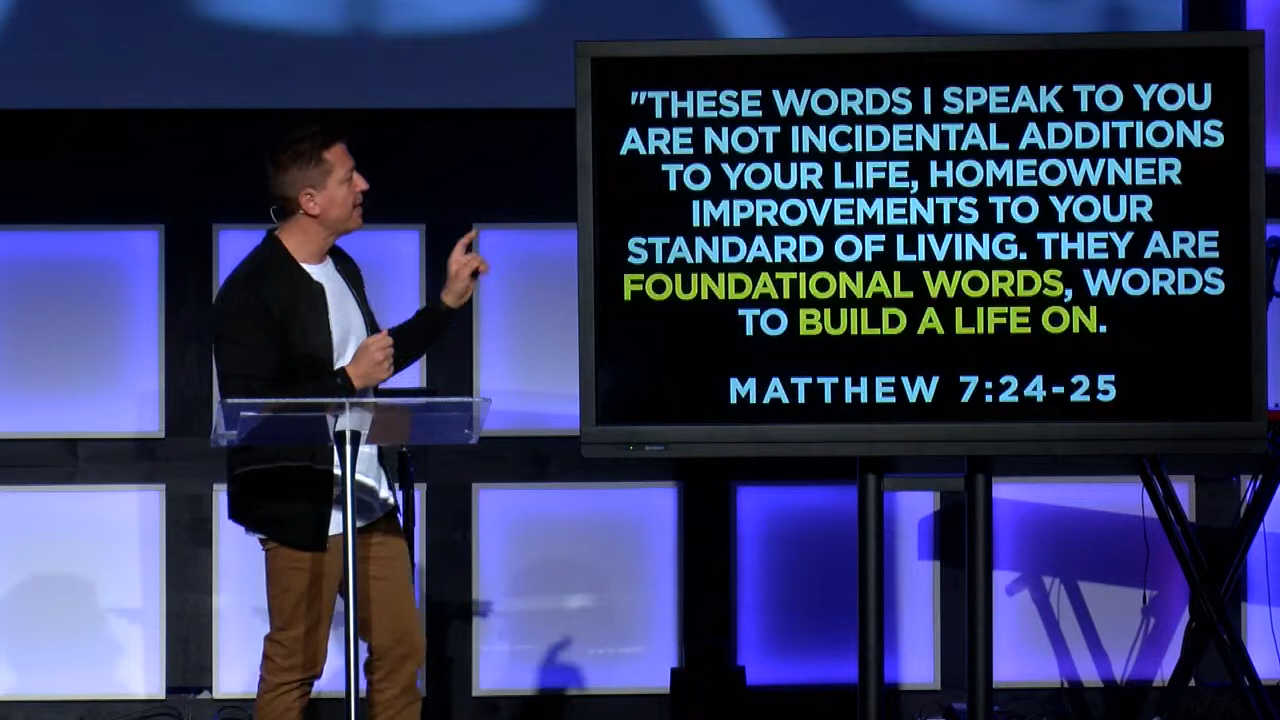 "THESE WORDS I SPEAK TO YOU
ARE NOT INCIDENTAL ADDITIONS
TO YOUR LIFE, HOMEOWNER
IMPROVEMENTS TO YOUR
STANDARD OF LIVING. THEY ARE
FOUNDATIONAL WORDS, WORDS
TO BUILD A LIFE ON.
MATTHEW 7:24-25